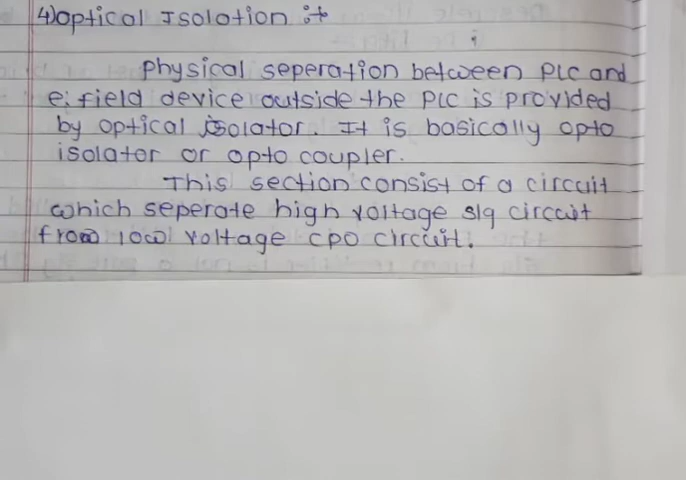 4) Optical Isolation :→
Physical seperation between PLC and
e: field device outside the PLC is provided
by optical isolator. It is basically opto
isolator or opto coupler.
This section consist of a circuit
which seperate high voltage slg circuit
from low voltage cpo circuit.